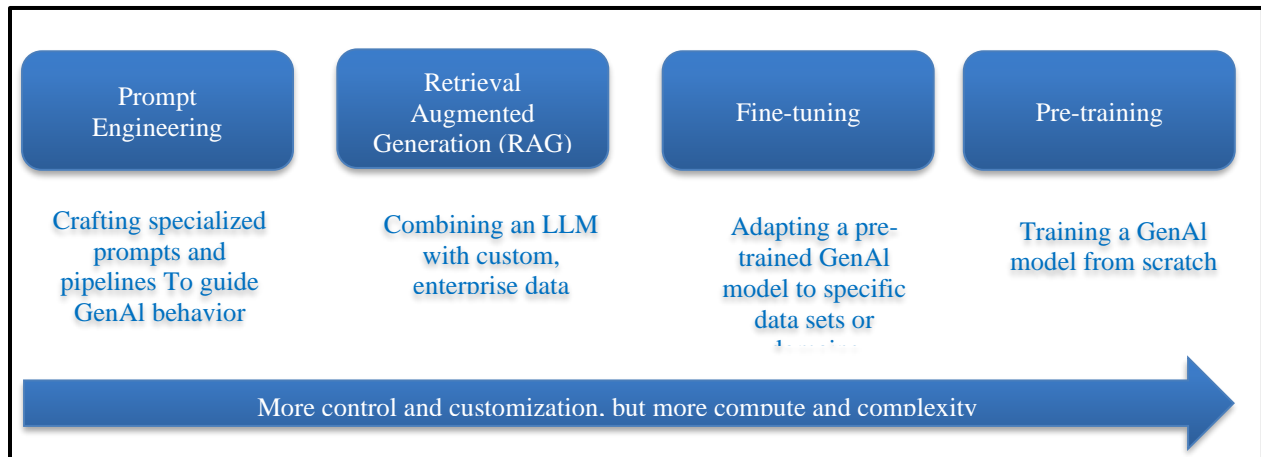 Prompt
Engineering
Retrieval
Augmented
Generation (RAG)
Fine-tuning
Pre-training
Crafting specialized
prompts and
pipelines To guide
GenAl behavior
Combining an LLM
with custom,
enterprise data
Adapting a pre-
trained GenAl
model to specific
data sets or
Training a GenAl
model from scratch
More control and customization, but more compute and complexity